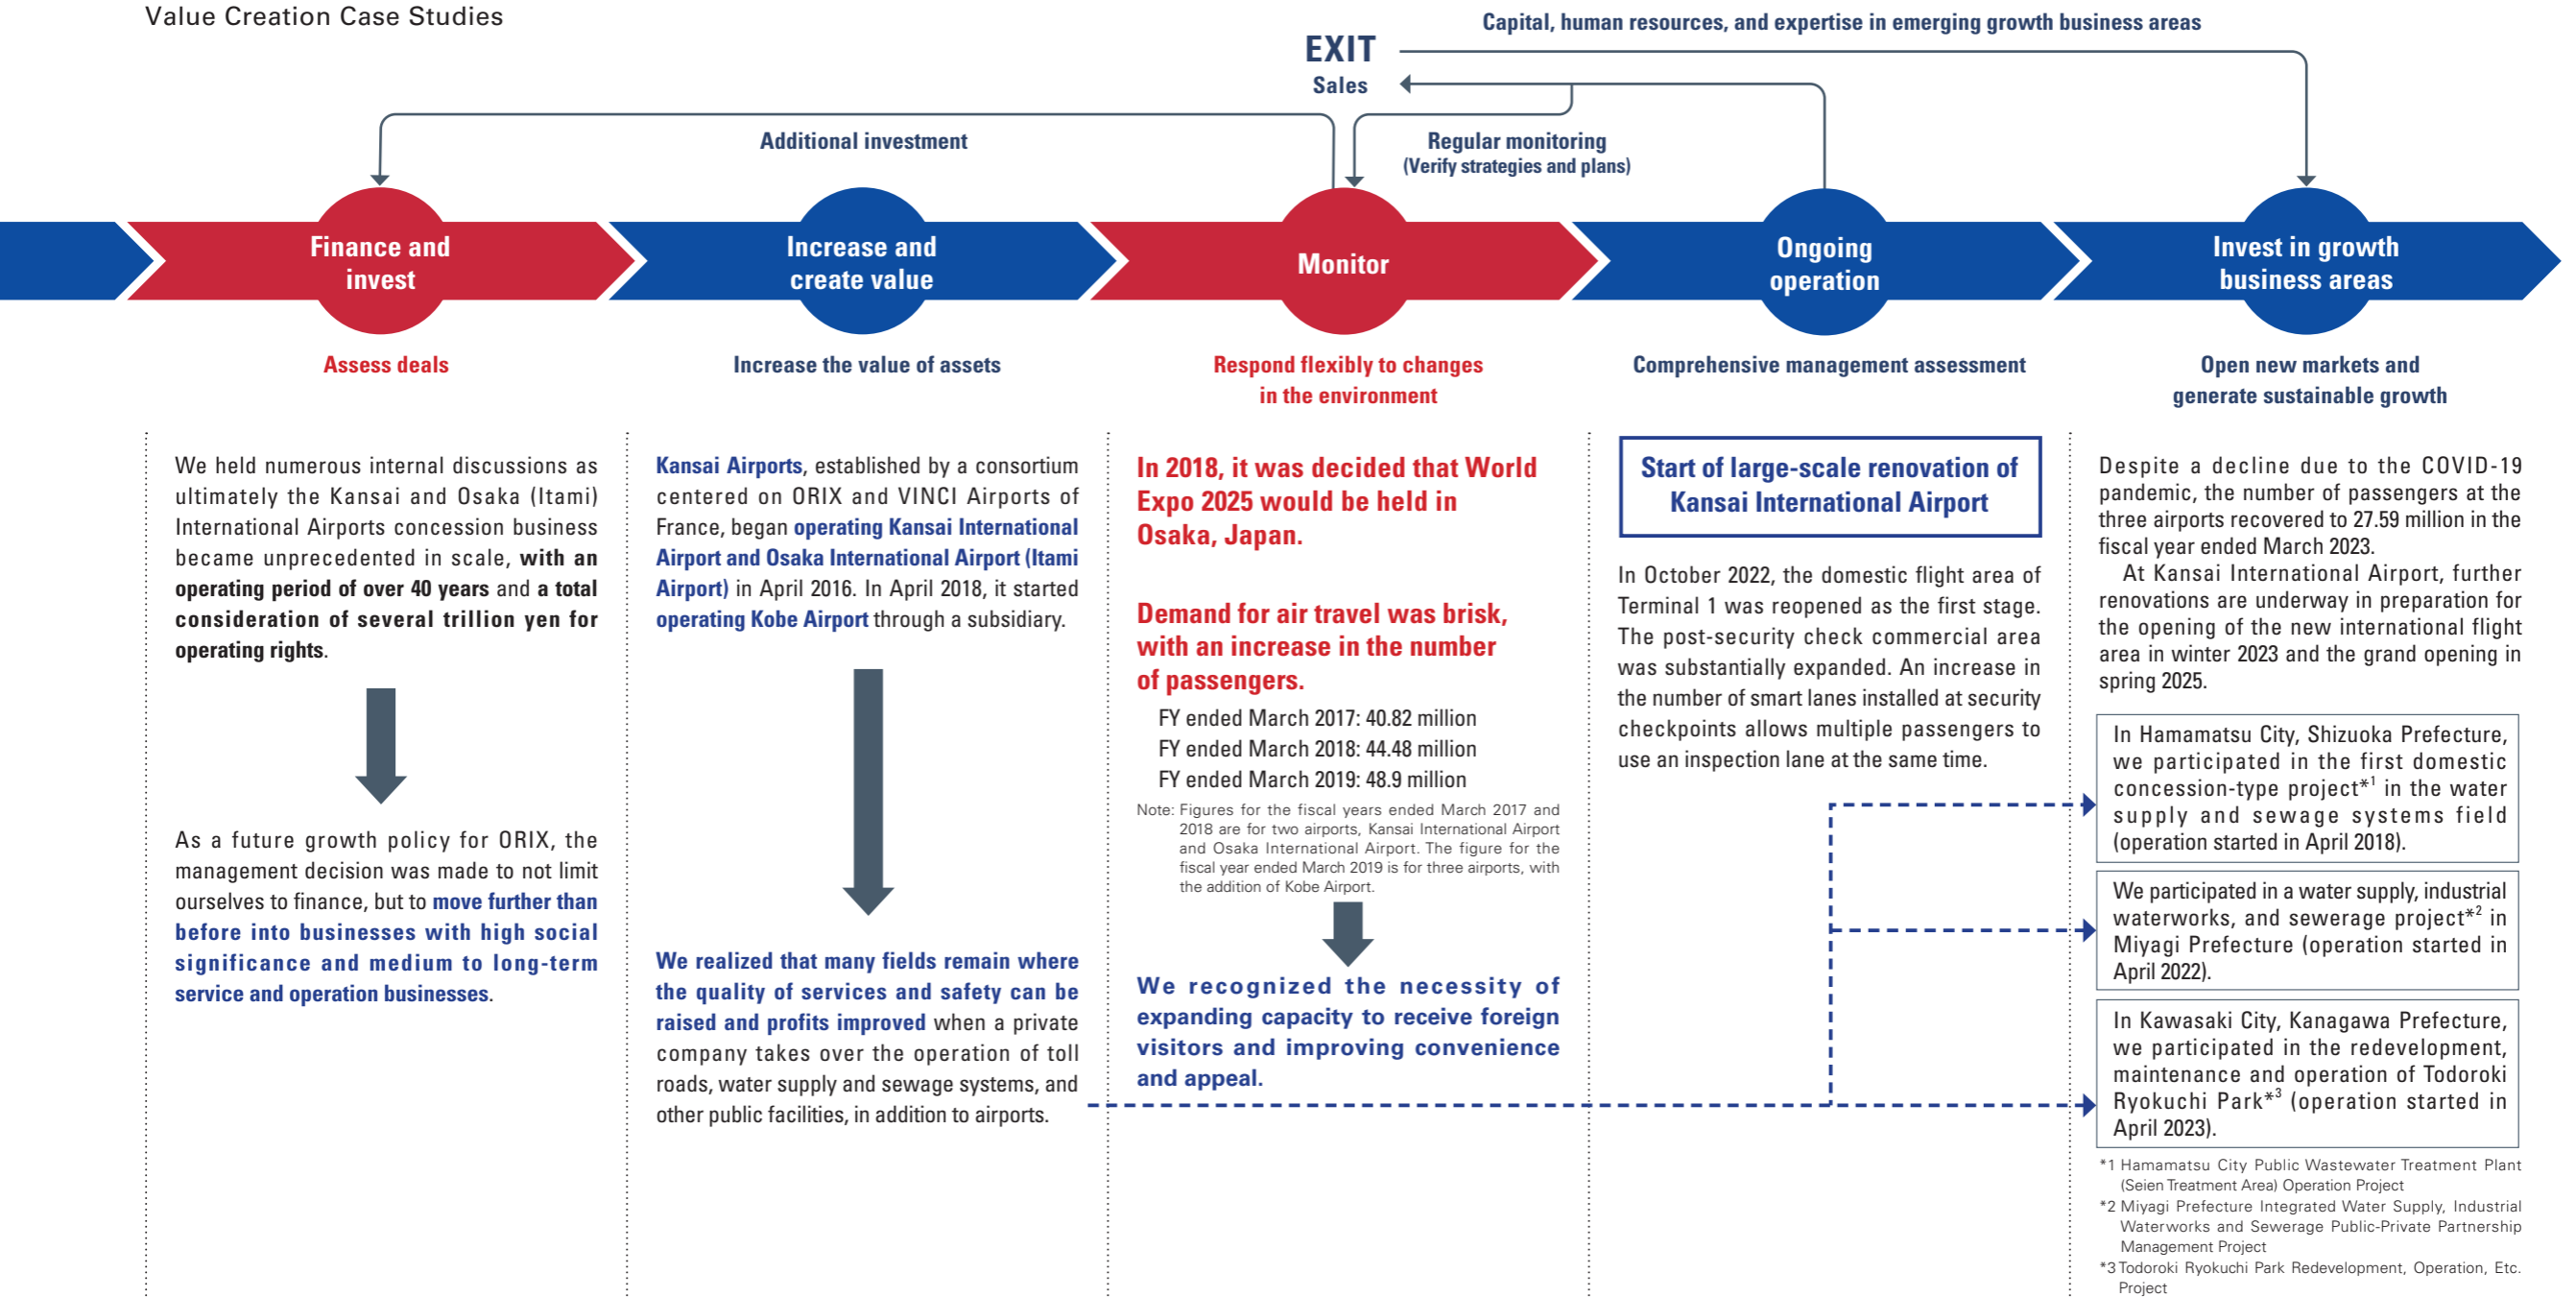 Value Creation Case Studies
Capital, human resources, and expertise in emerging growth business areas
EXIT
Sales
Additional investment
Regular monitoring
(Verify strategies and plans)
Finance and
invest
Increase and
create value
Monitor
Ongoing
operation
Invest in growth
business areas
Assess deals
Increase the value of assets
Respond flexibly to changes
in the environment
Comprehensive management assessment
Open new markets and
generate sustainable growth
We held numerous internal discussions as
ultimately the Kansai and Osaka (Itami)
International Airports concession business
became unprecedented in scale, with an
operating period of over 40 years and a total
consideration of several trillion yen for
operating rights.
As a future growth policy for ORIX, the
management decision was made to not limit
ourselves to finance, but to move further than
before into businesses with high social
significance and medium to long-term
service and operation businesses.
Kansai Airports, established by a consortium
centered on ORIX and VINCI Airports of
France, began operating Kansai International
Airport and Osaka International Airport (Itami
Airport) in April 2016. In April 2018, it started
operating Kobe Airport through a subsidiary.
We realized that many fields remain where
the quality of services and safety can be
raised and profits improved when a private
company takes over the operation of toll
roads, water supply and sewage systems, and
other public facilities, in addition to airports.
In 2018, it was decided that World
Expo 2025 would be held in
Osaka, Japan.
Demand for air travel was brisk,
with an increase in the number
of passengers.
FY ended March 2017: 40.82 million
FY ended March 2018: 44.48 million
FY ended March 2019: 48.9 million
Note: Figures for the fiscal years ended March 2017 and
2018 are for two airports, Kansai International Airport
and Osaka International Airport. The figure for the
fiscal year ended March 2019 is for three airports, with
the addition of Kobe Airport.
We recognized the necessity of
expanding capacity to receive foreign
visitors and improving convenience
and appeal.
Start of large-scale renovation of
Kansai International Airport
In October 2022, the domestic flight area of
Terminal 1 was reopened as the first stage.
The post-security check commercial area
was substantially expanded. An increase in
the number of smart lanes installed at security
checkpoints allows multiple passengers to
use an inspection lane at the same time.
Despite a decline due to the COVID-19
pandemic, the number of passengers at the
three airports recovered to 27.59 million in the
fiscal year ended March 2023.
At Kansai International Airport, further
renovations are underway in preparation for
the opening of the new international flight
area in winter 2023 and the grand opening in
spring 2025.
In Hamamatsu City, Shizuoka Prefecture,
we participated in the first domestic
concession-type project*1 in the water
supply and sewage systems field
(operation started in April 2018).
We participated in a water supply, industrial
waterworks, and sewerage project*2 in
Miyagi Prefecture (operation started in
April 2022).
In Kawasaki City, Kanagawa Prefecture,
we participated in the redevelopment,
maintenance and operation of Todoroki
Ryokuchi Park*3 (operation started in
April 2023).
*1 Hamamatsu City Public Wastewater Treatment Plant
(Seien Treatment Area) Operation Project
*2 Miyagi Prefecture Integrated Water Supply, Industrial
Waterworks and Sewerage Public-Private Partnership
Management Project
*3 Todoroki Ryokuchi Park Redevelopment, Operation, Etc.
Project